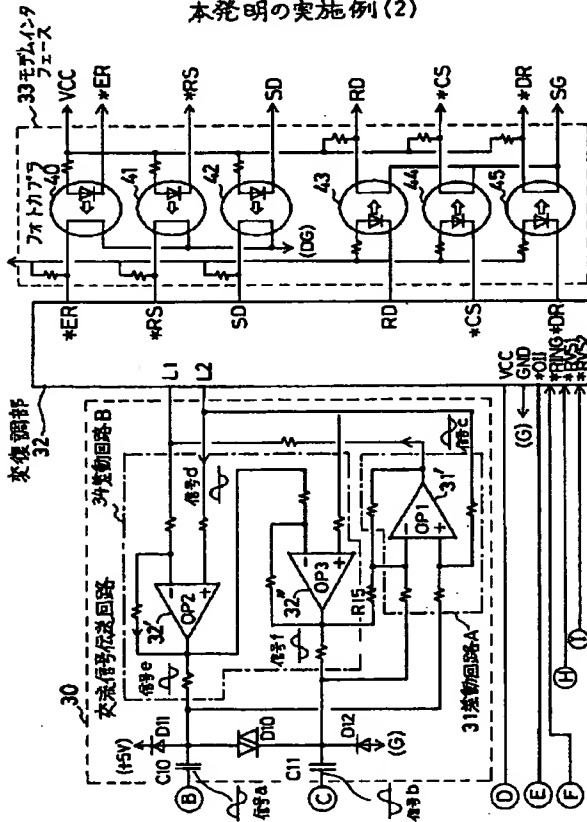 本発明の実施例(2)
33モデムインタ
フェース
フォトカプラ
40
41
42
43
44
45
VCC
*ER
*RS
SD
RD
*CS
*DR
SG
(DG)
*ER
*RS
SD
RD
*CS
*DR
変復調部
32
L1
L2
VCC
GND
*OH
*RING
*RVS1
(G)
30
交流信号伝送回路
34差動回路B
信号d
OP2
32'
信号e
OP3
32''
信号f
R15
OP1
31'
信号c
31差動回路A
(+5V)
D11
D10
D12
(G)
C10
C11
信号a
信号b
B
C
D
E
F
H
I